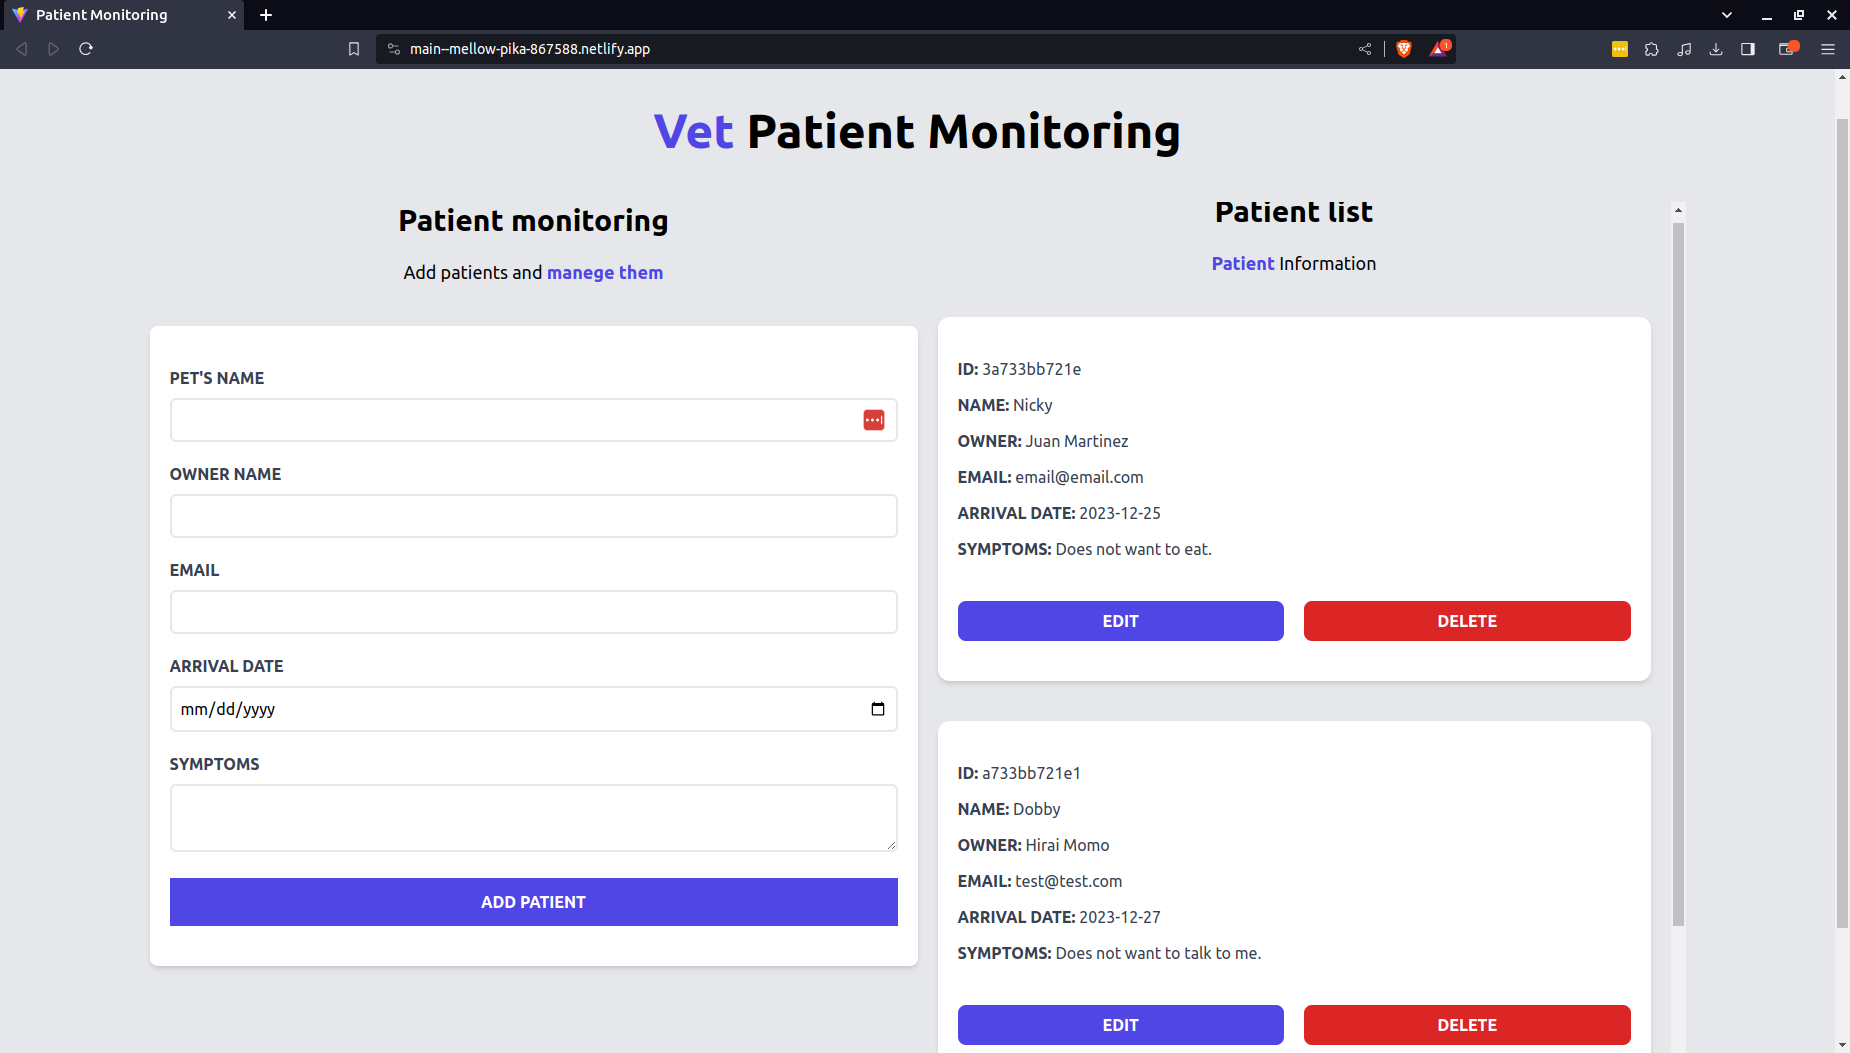 Patient Monitoring
main--mellow-pika-867588.netlify.app
1
Vet Patient Monitoring
Patient monitoring
Add patients and manege them
PET'S NAME
OWNER NAME
EMAIL
ARRIVAL DATE
mm/dd/yyyy
SYMPTOMS
ADD PATIENT
Patient list
Patient Information
ID: 3a733bb721e
NAME: Nicky
OWNER: Juan Martinez
EMAIL: email@email.com
ARRIVAL DATE: 2023-12-25
SYMPTOMS: Does not want to eat.
EDIT DELETE
ID: a733bb721e1
NAME: Dobby
OWNER: Hirai Momo
EMAIL: test@test.com
ARRIVAL DATE: 2023-12-27
SYMPTOMS: Does not want to talk to me.
EDIT DELETE